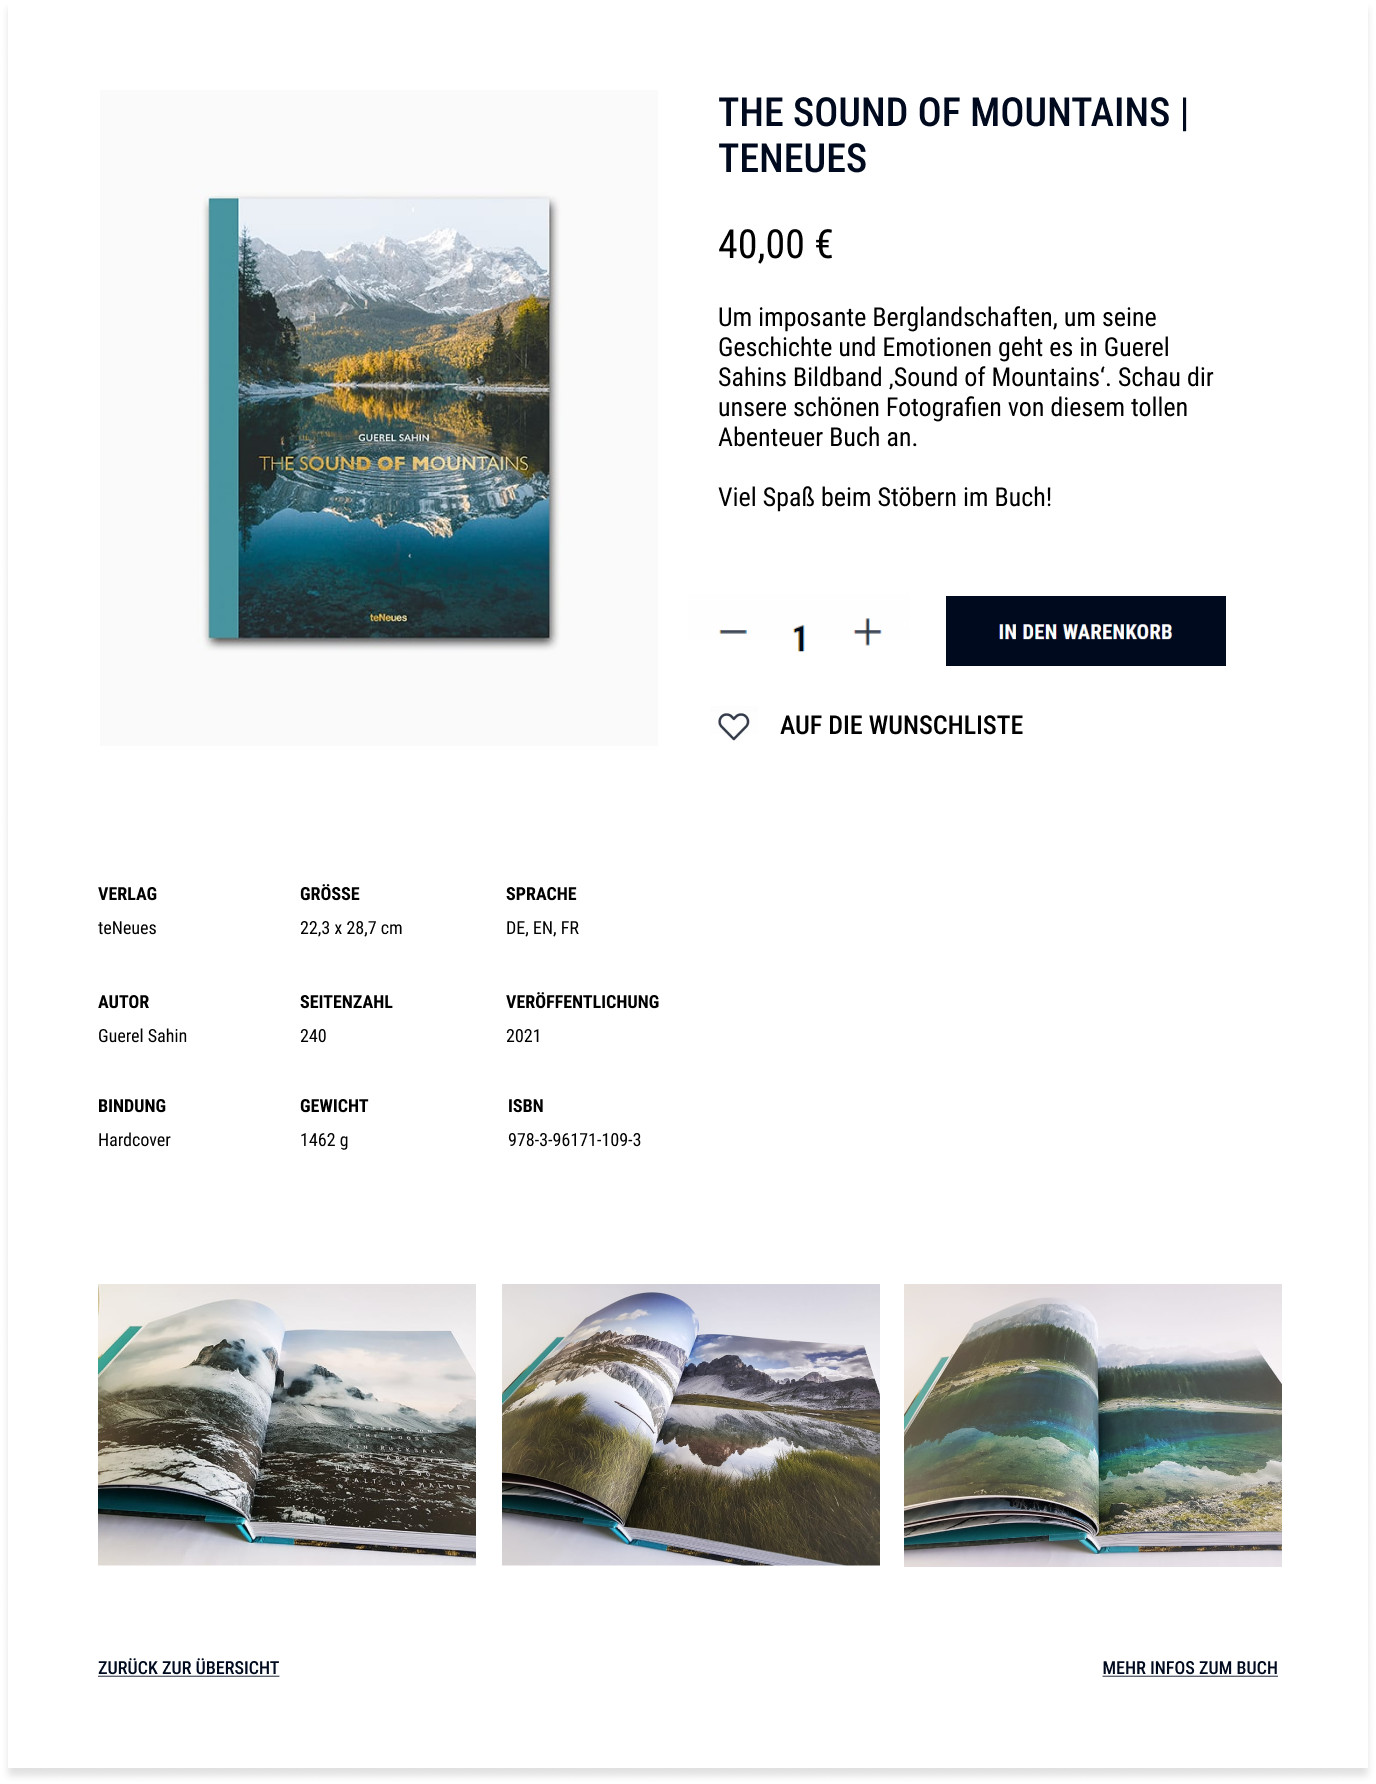 THE SOUND OF MOUNTAINS |
TENEUES
40,00 €
Um imposante Berglandschaften, um seine
Geschichte und Emotionen geht es in Guerel
Sahins Bildband ‚Sound of Mountains‘. Schau dir
unsere schönen Fotografien von diesem tollen
Abenteuer Buch an.
Viel Spaß beim Stöbern im Buch!
GUEREL SAHIN
THE SOUND OF MOUNTAINS
teNeues
1
IN DEN WARENKORB
AUF DIE WUNSCHLISTE
VERLAG GRÖSSE SPRACHE
teNeues 22,3 x 28,7 cm DE, EN, FR
AUTOR SEITENZAHL VERÖFFENTLICHUNG
Guerel Sahin 240 2021
BINDUNG GEWICHT ISBN
Hardcover 1462 g 978-3-96171-109-3
RUCKSACK
ZURÜCK ZUR ÜBERSICHT MEHR INFOS ZUM BUCH